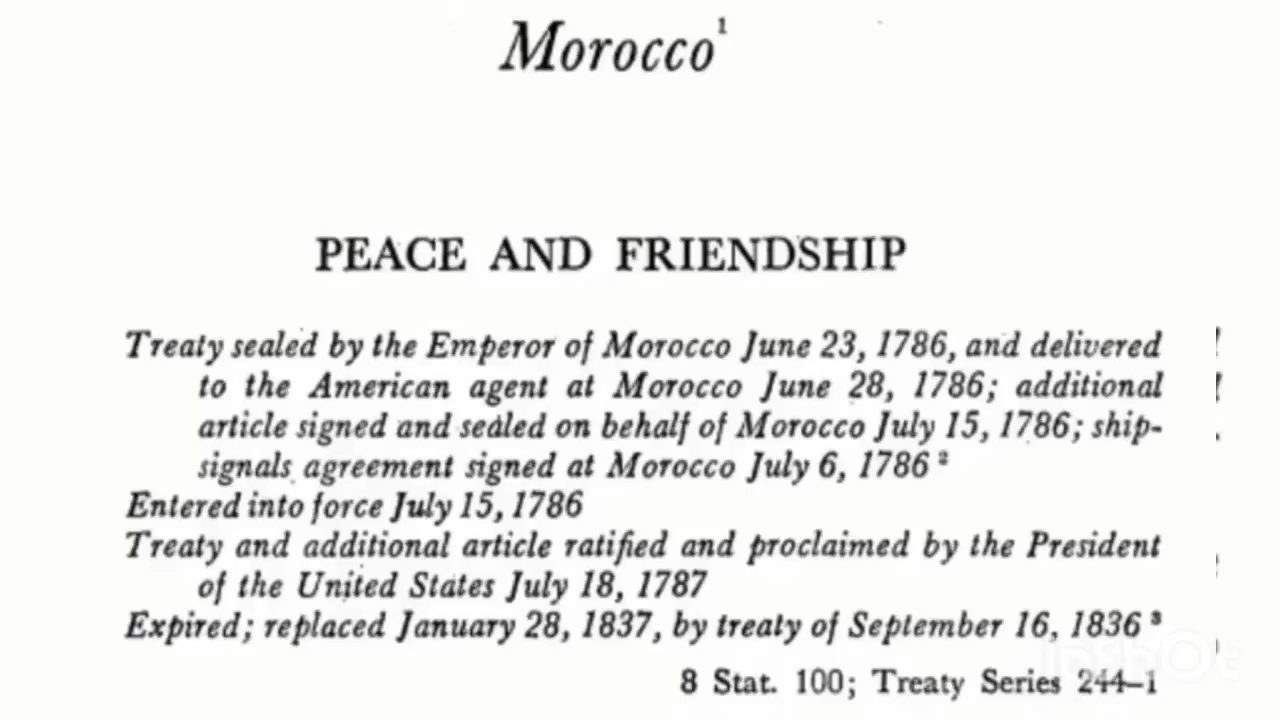 Morocco¹
PEACE AND FRIENDSHIP
Treaty sealed by the Emperor of Morocco June 23, 1786, and delivered
to the American agent at Morocco June 28, 1786; additional
article signed and sealed on behalf of Morocco July 15, 1786; ship-
signals agreement signed at Morocco July 6, 1786 ²
Entered into force July 15, 1786
Treaty and additional article ratified and proclaimed by the President
of the United States July 18, 1787
Expired; replaced January 28, 1837, by treaty of September 16, 1836 ³
8 Stat. 100; Treaty Series 244–1